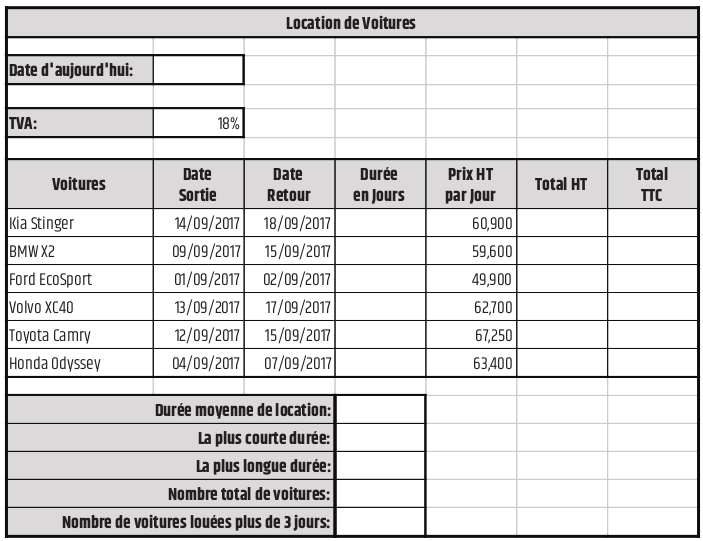 Location de Voitures
Date d'aujourd'hui:
TVA: 18%
Voitures Date Sortie Date Retour Durée en Jours Prix HT par Jour Total HT Total TTC
Kia Stinger 14/09/2017 18/09/2017 60,900
BMW X2 09/09/2017 15/09/2017 59,600
Ford EcoSport 01/09/2017 02/09/2017 49,900
Volvo XC40 13/09/2017 17/09/2017 62,700
Toyota Camry 12/09/2017 15/09/2017 67,250
Honda Odyssey 04/09/2017 07/09/2017 63,400
Durée moyenne de location:
La plus courte durée:
La plus longue durée:
Nombre total de voitures:
Nombre de voitures louées plus de 3 jours: